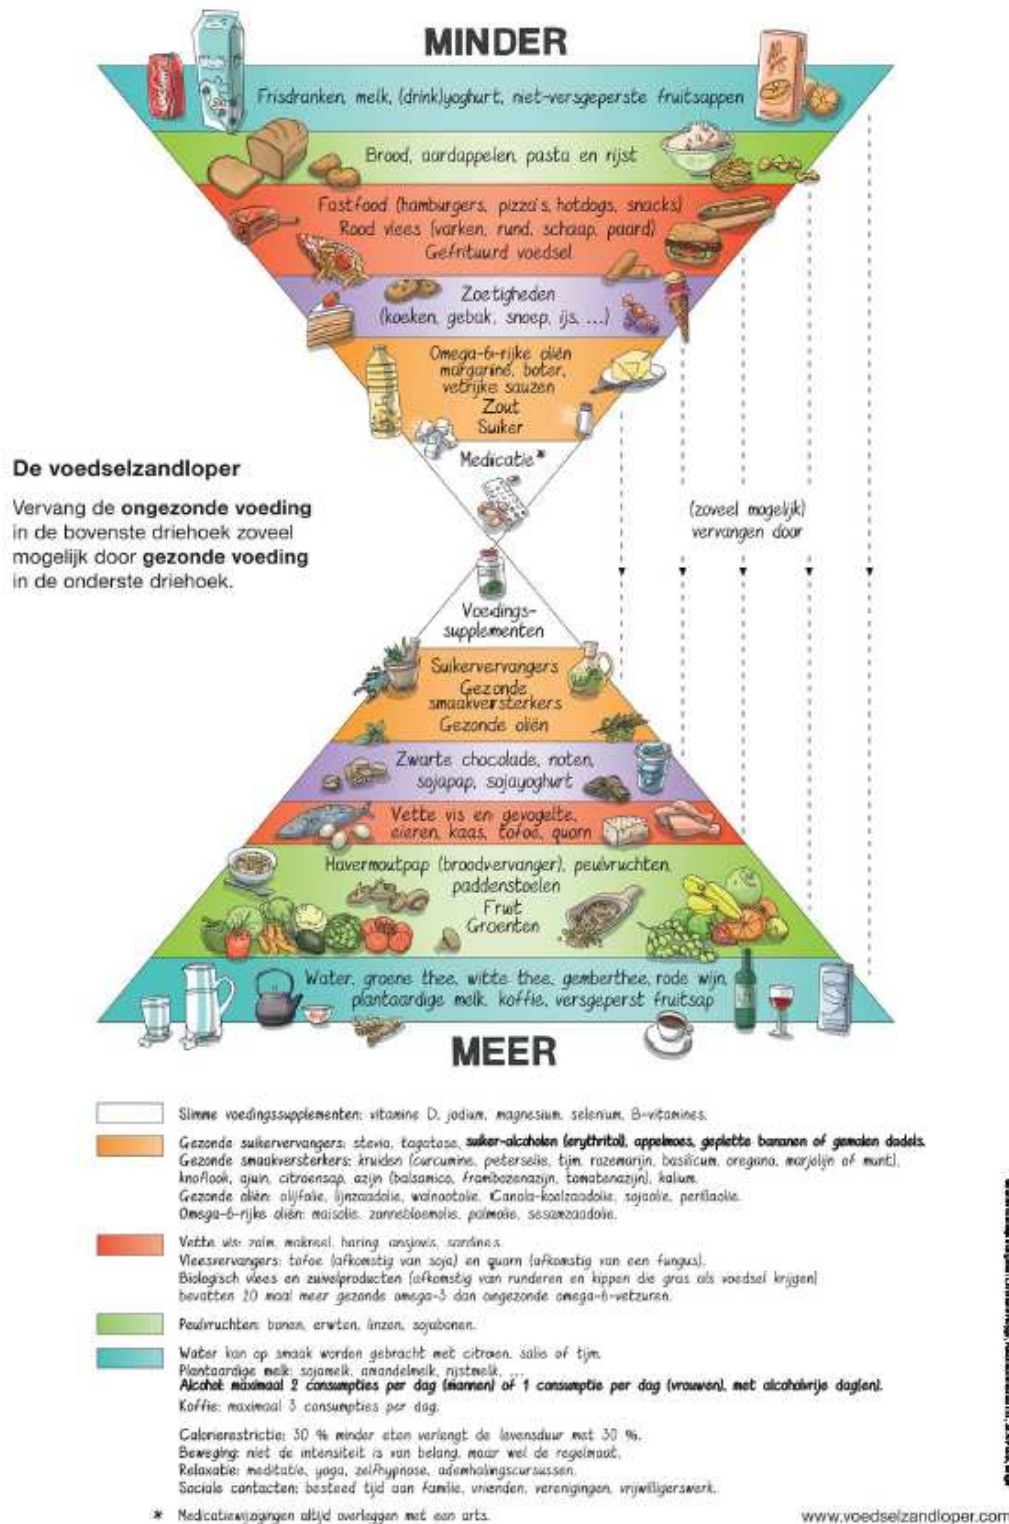 MINDER
Frisdranken, melk, (drink)yoghurt, niet-versgeperste fruitsappen
Brood, aardappelen, pasta en rijst
Fastfood (hamburgers, pizza's, hotdogs, snacks)
Rood vlees (varken, rund, schaap, paard)
Gefrituurd voedsel
Zoetigheden
(koeken, gebak, snoep, ijs, ...)
Omega-6-rijke oliën
margarine, boter,
vetrijke sauzen
Zout
Suiker
Medicatie*
De voedselzandloper
Vervang de ongezonde voeding
in de bovenste driehoek zoveel
mogelijk door gezonde voeding
in de onderste driehoek.
(zoveel mogelijk)
vervangen door
Voedings-
supplementen
Suikervervangers
Gezonde
smaakversterkers
Gezonde oliën
Zwarte chocolade, noten,
sojapap, sojayoghurt
Vette vis en gevogelte,
eieren, kaas, tofoe, quorn
Havermoutpap (broodvervanger), peulvruchten,
paddenstoelen
Fruit
Groenten
Water, groene thee, witte thee, gemberthee, rode wijn,
plantaardige melk, koffie, versgeperst fruitsap
MEER
Slimme voedingssupplementen: vitamine D, jodium, magnesium, selenium, B-vitamines.
Gezonde suikervervangers: stevia, tagatose, suiker-alcoholen (erythritol), appelmoes, geplette bananen of gemalen dadels.
Gezonde smaakversterkers: kruiden (curcumine, peterselie, tijm, rozemarijn, basilicum, oregano, marjolijn of munt),
knoflook, ajuin, citroensap, azijn (balsamico, frambozenazijn, tomatenazijn), kalium.
Gezonde oliën: olijfolie, lijnzaadolie, walnootolie, (Canola-koolzaadolie, sojaolie, perillaolie.
Omega-6-rijke oliën: maisolie, zonnebloemolie, palmolie, sesamzaadolie.
Vette vis: zalm, makreel, haring, ansjovis, sardines.
Vleesvervangers: tofoe (afkomstig van soja) en quorn (afkomstig van een fungus).
Biologisch vlees en zuivelproducten (afkomstig van runderen en kippen die gras als voedsel krijgen)
bevatten 20 maal meer gezonde omega-3 dan ongezonde omega-6-vetzuren.
Peulvruchten: bonen, erwten, linzen, sojabonen.
Water kan op smaak worden gebracht met citroen, salie of tijm.
Plantaardige melk: sojamelk, amandelmelk, rijstmelk, ...
Alcohol: maximaal 2 consumpties per dag (mannen) of 1 consumptie per dag (vrouwen), met alcoholvrije dag(en).
Koffie: maximaal 3 consumpties per dag.
Calorierestrictie: 30 % minder eten verlengt de levensduur met 30 %.
Beweging: niet de intensiteit is van belang, maar wel de regelmaat.
Relaxatie: meditatie, yoga, zelfhypnose, ademhalingscursussen.
Sociale contacten: besteed tijd aan familie, vrienden, verenigingen, vrijwilligerswerk.
* Medicatiewijzigingen altijd overleggen met een arts.
www.voedselzandloper.com